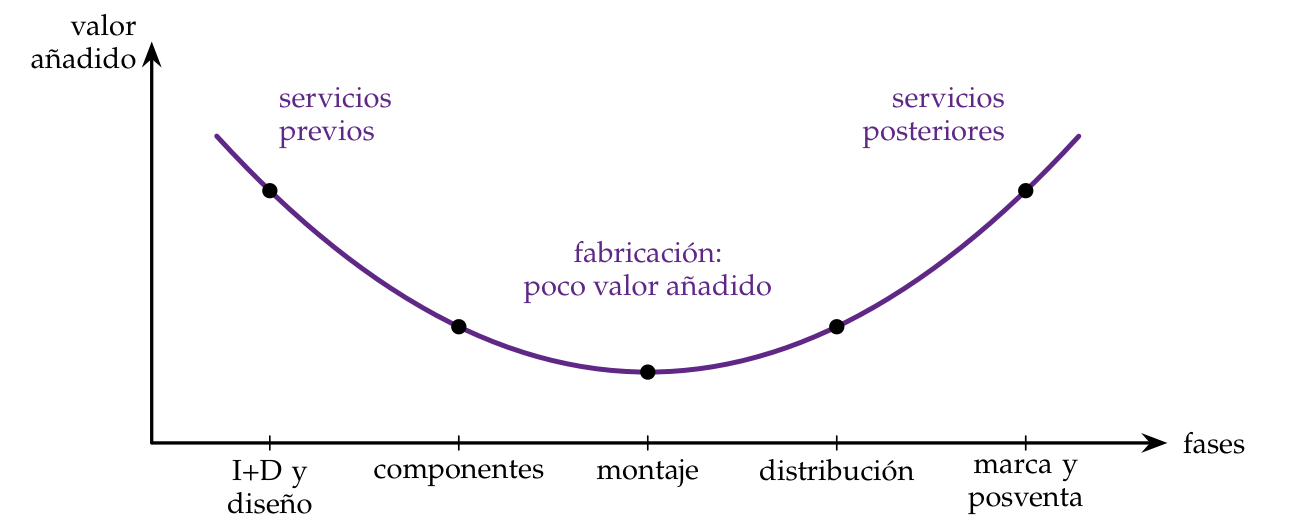 valor
añadido
servicios
previos
servicios
posteriores
fabricación:
poco valor añadido
fases
I+D y
diseño
componentes
montaje
distribución
marca y
posventa